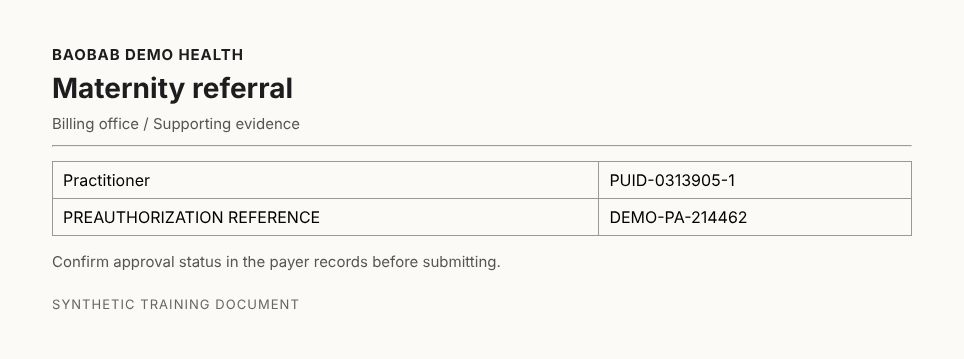 BAOBAB DEMO HEALTH
Maternity referral
Billing office / Supporting evidence
Practitioner PUID-0313905-1
PREAUTHORIZATION REFERENCE DEMO-PA-214462
Confirm approval status in the payer records before submitting.
SYNTHETIC TRAINING DOCUMENT